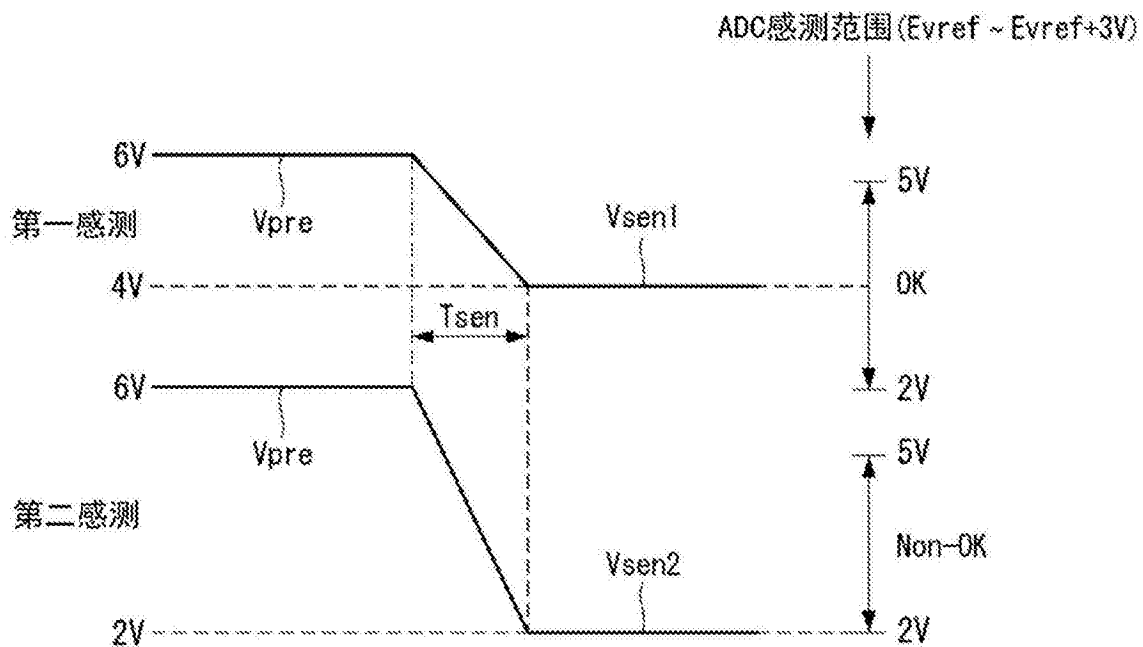 ADC感测范围(Evref ~ Evref+3V)
6V
5V
Vpre
Vsen1
第一感测
4V
OK
Tsen
6V
2V
Vpre
5V
第二感测
Non-OK
Vsen2
2V
2V